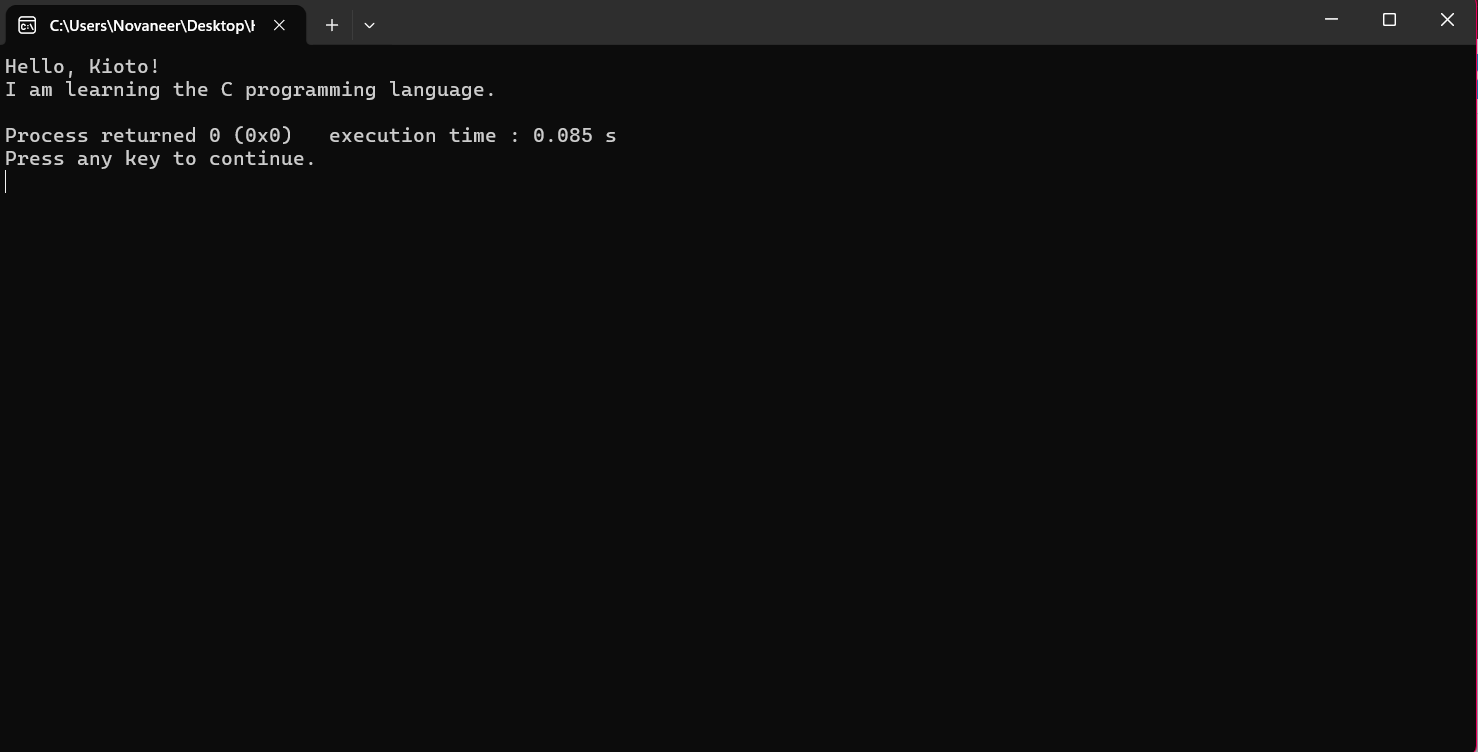 C:\Users\Novaneer\Desktop\
Hello, Kioto!
I am learning the C programming language.
Process returned 0 (0x0)   execution time : 0.085 s
Press any key to continue.